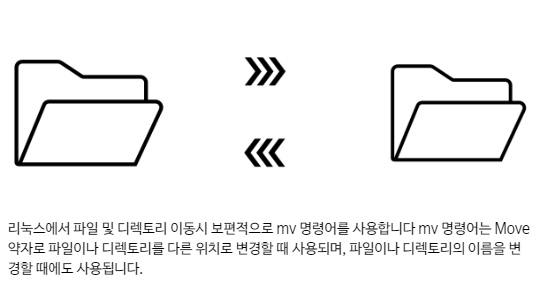 리눅스에서 파일 및 디렉토리 이동시 보편적으로 mv 명령어를 사용합니다 mv 명령어는 Move
약자로 파일이나 디렉토리를 다른 위치로 변경할 때 사용되며, 파일이나 디렉토리의 이름을 변
경할 때에도 사용됩니다.